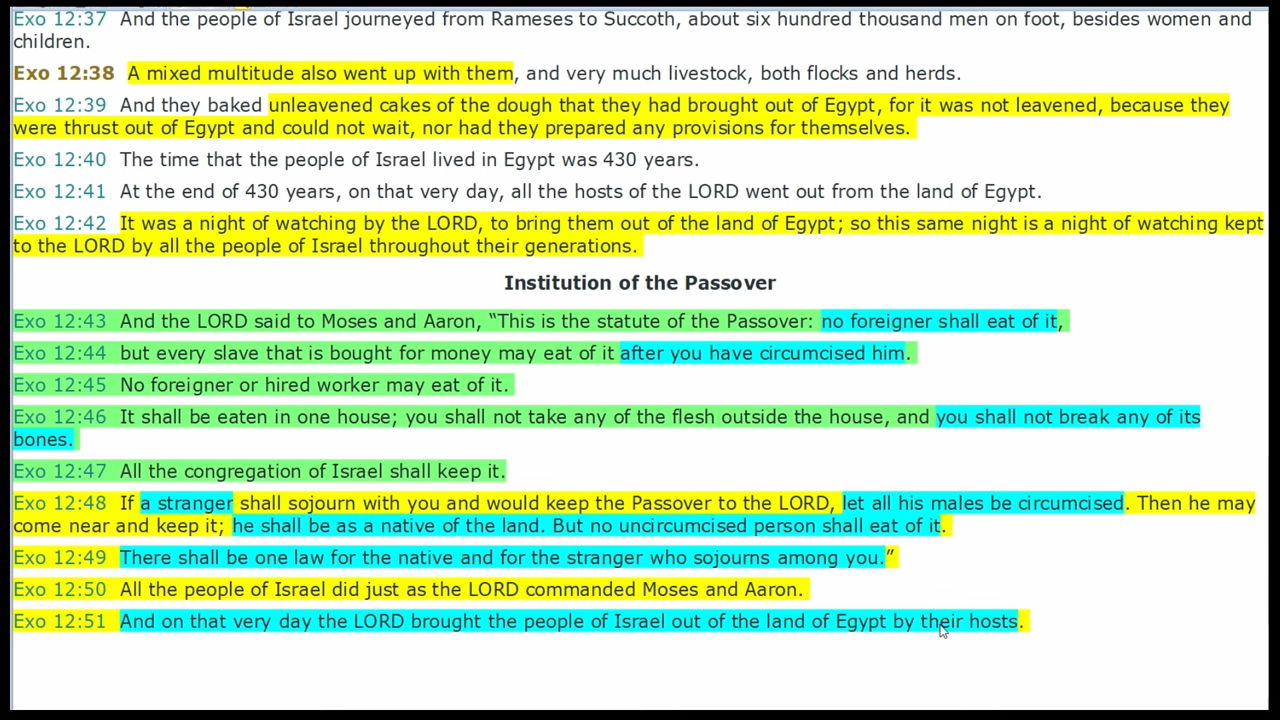 Exo 12:37 And the people of Israel journeyed from Rameses to Succoth, about six hundred thousand men on foot, besides women and
children.
Exo 12:38 A mixed multitude also went up with them, and very much livestock, both flocks and herds.
Exo 12:39 And they baked unleavened cakes of the dough that they had brought out of Egypt, for it was not leavened, because they
were thrust out of Egypt and could not wait, nor had they prepared any provisions for themselves.
Exo 12:40 The time that the people of Israel lived in Egypt was 430 years.
Exo 12:41 At the end of 430 years, on that very day, all the hosts of the LORD went out from the land of Egypt.
Exo 12:42 It was a night of watching by the LORD, to bring them out of the land of Egypt; so this same night is a night of watching kept
to the LORD by all the people of Israel throughout their generations.
Institution of the Passover
Exo 12:43 And the LORD said to Moses and Aaron, “This is the statute of the Passover: no foreigner shall eat of it,
Exo 12:44 but every slave that is bought for money may eat of it after you have circumcised him.
Exo 12:45 No foreigner or hired worker may eat of it.
Exo 12:46 It shall be eaten in one house; you shall not take any of the flesh outside the house, and you shall not break any of its
bones.
Exo 12:47 All the congregation of Israel shall keep it.
Exo 12:48 If a stranger shall sojourn with you and would keep the Passover to the LORD, let all his males be circumcised. Then he may
come near and keep it; he shall be as a native of the land. But no uncircumcised person shall eat of it.
Exo 12:49 There shall be one law for the native and for the stranger who sojourns among you.”
Exo 12:50 All the people of Israel did just as the LORD commanded Moses and Aaron.
Exo 12:51 And on that very day the LORD brought the people of Israel out of the land of Egypt by their hosts.